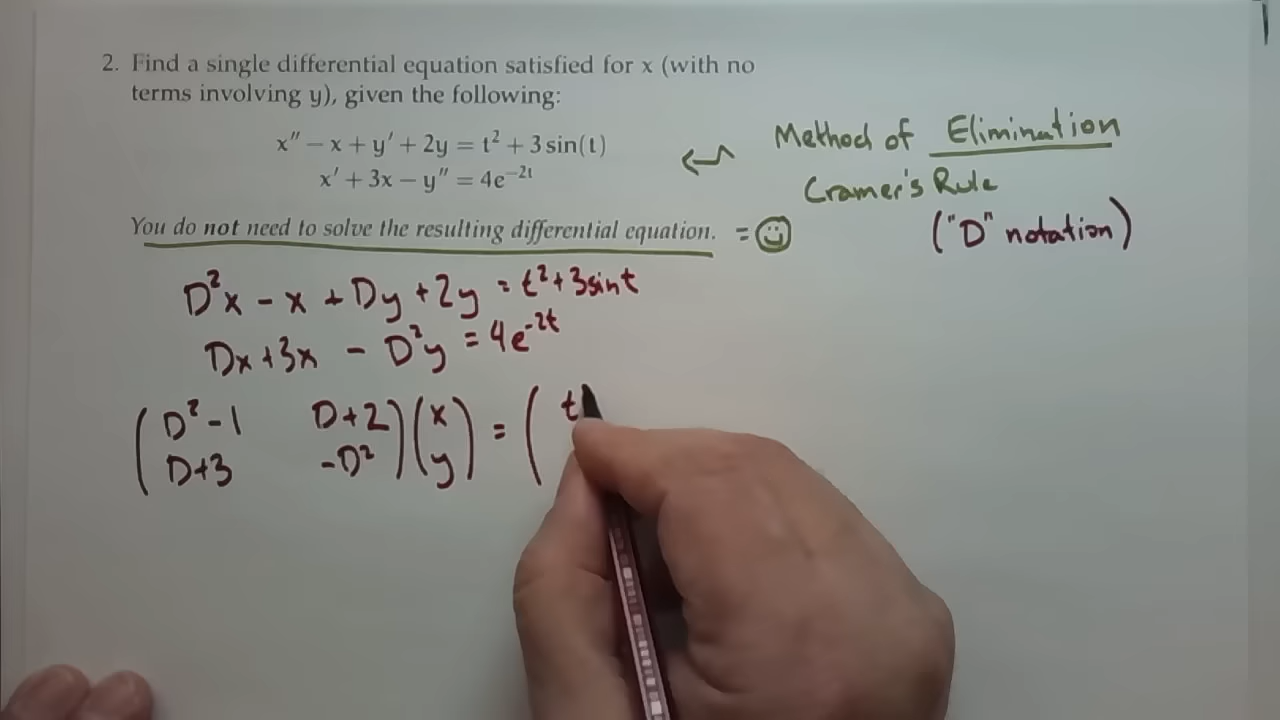 2. Find a single differential equation satisfied for x (with no
terms involving y), given the following:
x″ − x + y′ + 2y = t² + 3 sin(t)
x′ + 3x − y″ = 4e⁻²ᵗ
You do not need to solve the resulting differential equation. =
Method of Elimination
Cramer's Rule
("D" notation)
D²x - x + Dy + 2y = t² + 3 sin t
Dx + 3x - D²y = 4e⁻²ᵗ
( D² - 1 D + 2 ) ( x ) = ( t
( D + 3 -D² ) ( y )